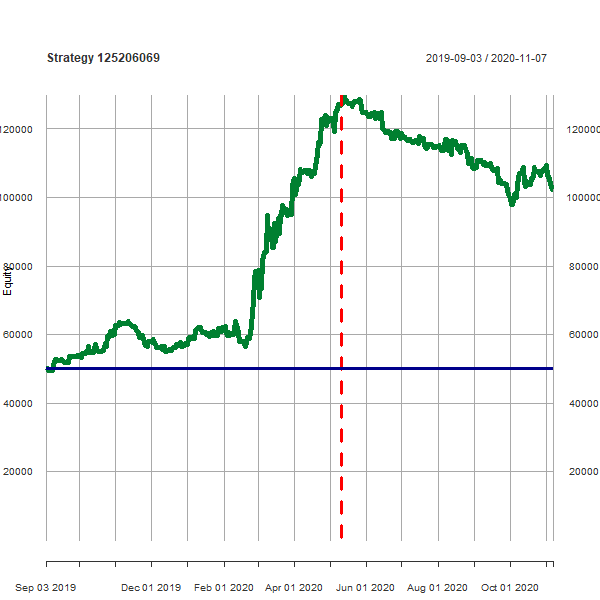 Strategy 125206069
2019-09-03 / 2020-11-07
120000
120000
100000
100000
80000
80000
Equity
60000
60000
40000
40000
20000
20000
Sep 03 2019
Dec 01 2019
Feb 01 2020
Apr 01 2020
Jun 01 2020
Aug 01 2020
Oct 01 2020